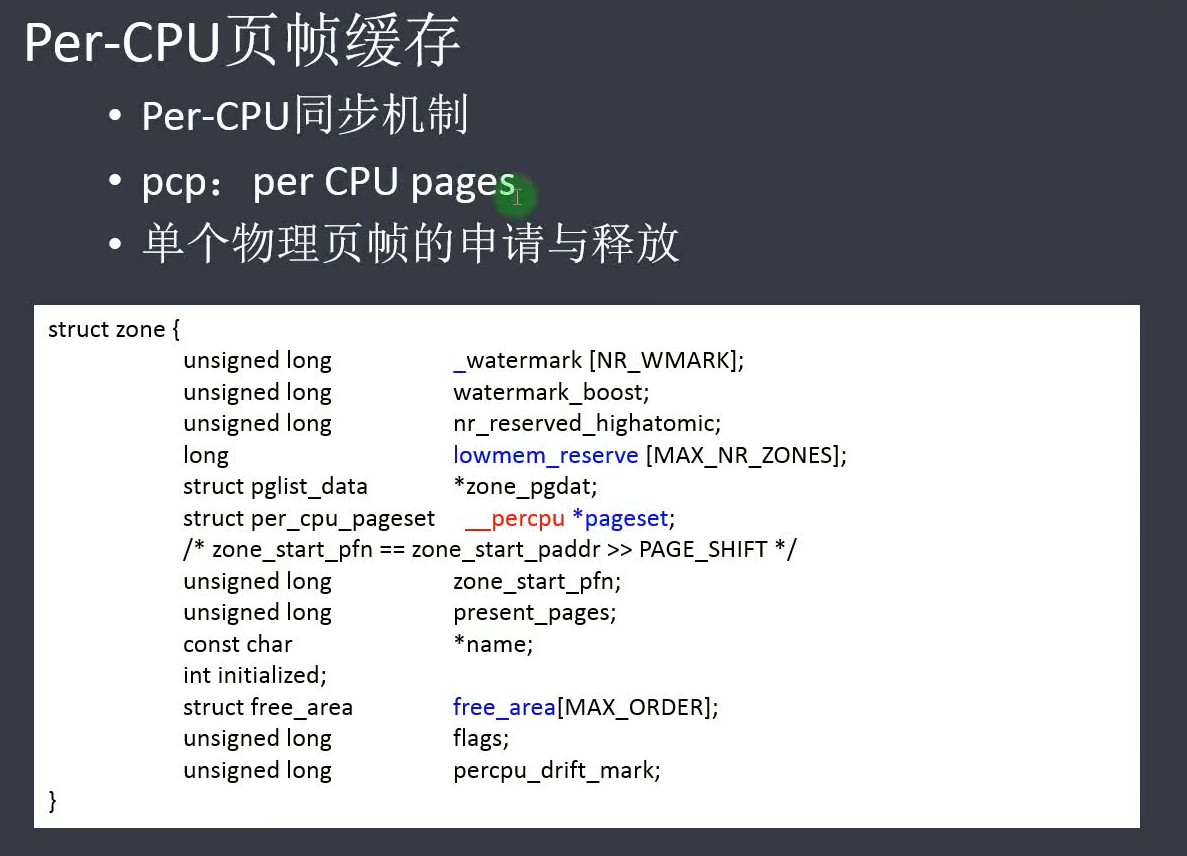 Per-CPU页帧缓存
• Per-CPU同步机制
• pcp： per CPU pages
• 单个物理页帧的申请与释放
struct zone {
unsigned long _watermark [NR_WMARK];
unsigned long watermark_boost;
unsigned long nr_reserved_highatomic;
long lowmem_reserve [MAX_NR_ZONES];
struct pglist_data *zone_pgdat;
struct per_cpu_pageset __percpu *pageset;
/* zone_start_pfn == zone_start_paddr >> PAGE_SHIFT */
unsigned long zone_start_pfn;
unsigned long present_pages;
const char *name;
int initialized;
struct free_area free_area[MAX_ORDER];
unsigned long flags;
unsigned long percpu_drift_mark;
}